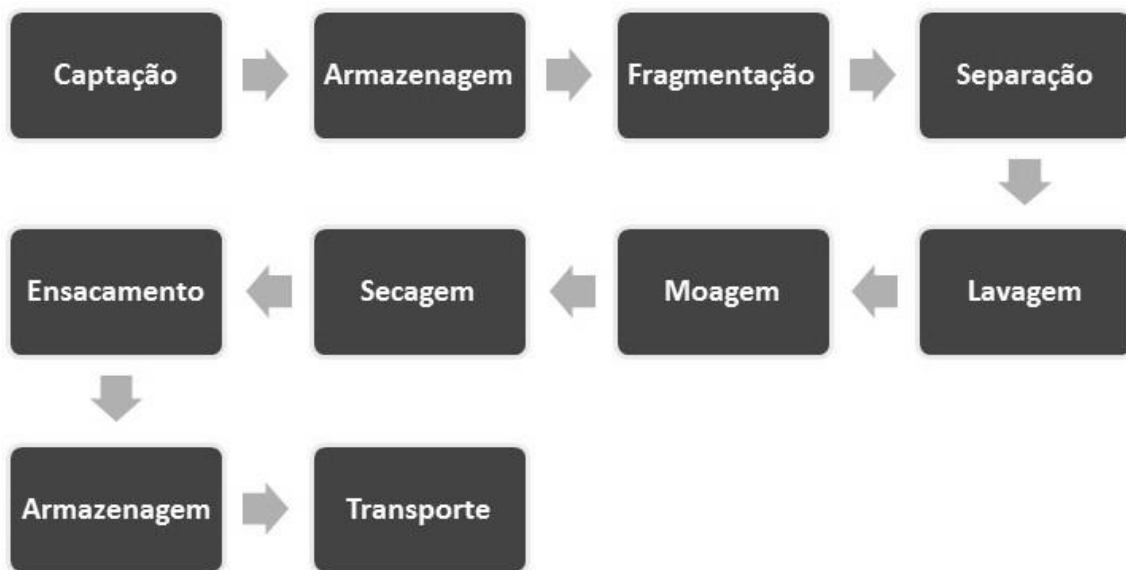 Captação
Armazenagem
Fragmentação
Separação
Lavagem
Moagem
Secagem
Ensacamento
Armazenagem
Transporte